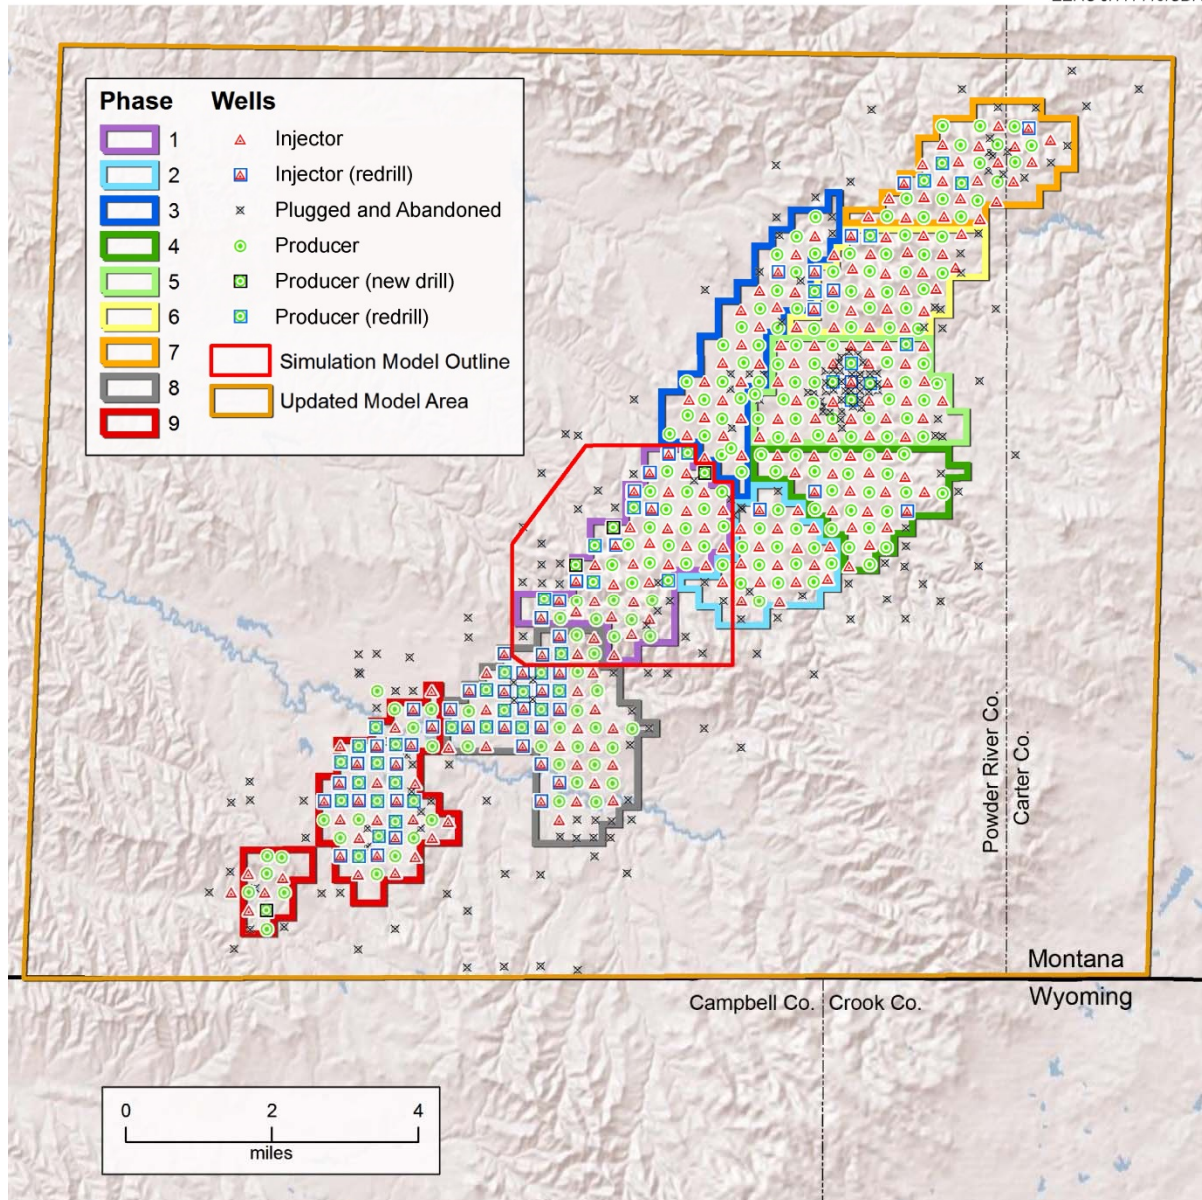 Phase Wells
1 Injector
2 Injector (redrill)
3 Plugged and Abandoned
4 Producer
5 Producer (new drill)
6 Producer (redrill)
7 Simulation Model Outline
8 Updated Model Area
9
Powder River Co.
Carter Co.
Montana
Wyoming
Campbell Co. Crook Co.
0 2 4
miles